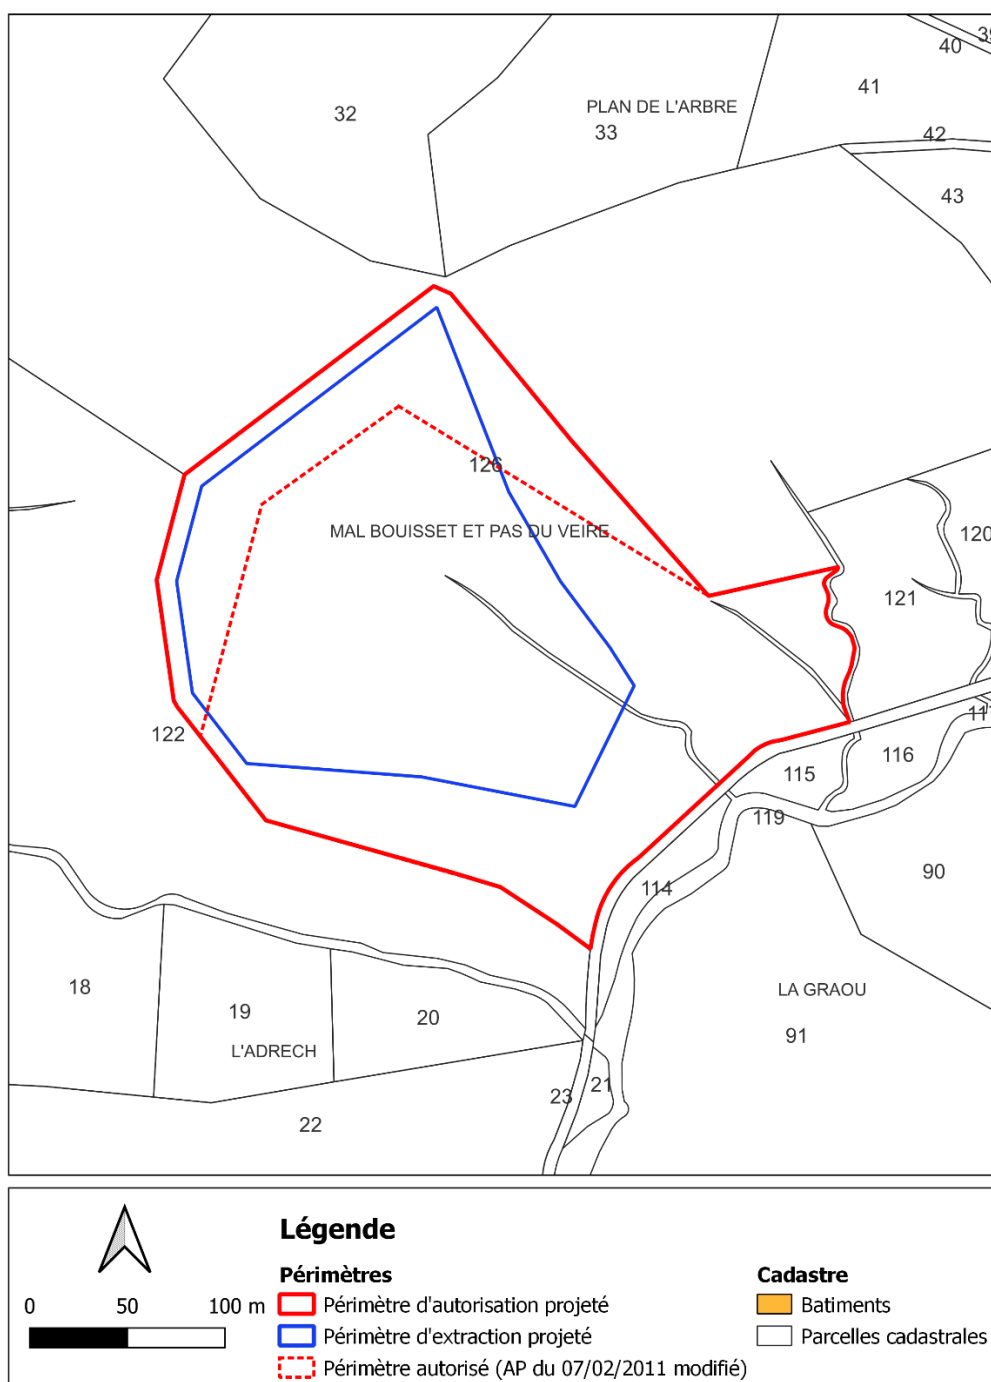 39
40
41
32
PLAN DE L'ARBRE
33
42
43
126
MAL BOUISSET ET PAS DU VEIRE
120
121
122
11
116
115
119
90
114
18
19
20
LA GRAOU
91
L'ADRECH
21
23
22
Légende
Périmètres
Périmètre d'autorisation projeté
Périmètre d'extraction projeté
Périmètre autorisé (AP du 07/02/2011 modifié)
Cadastre
Batiments
Parcelles cadastrales
0 50 100 m